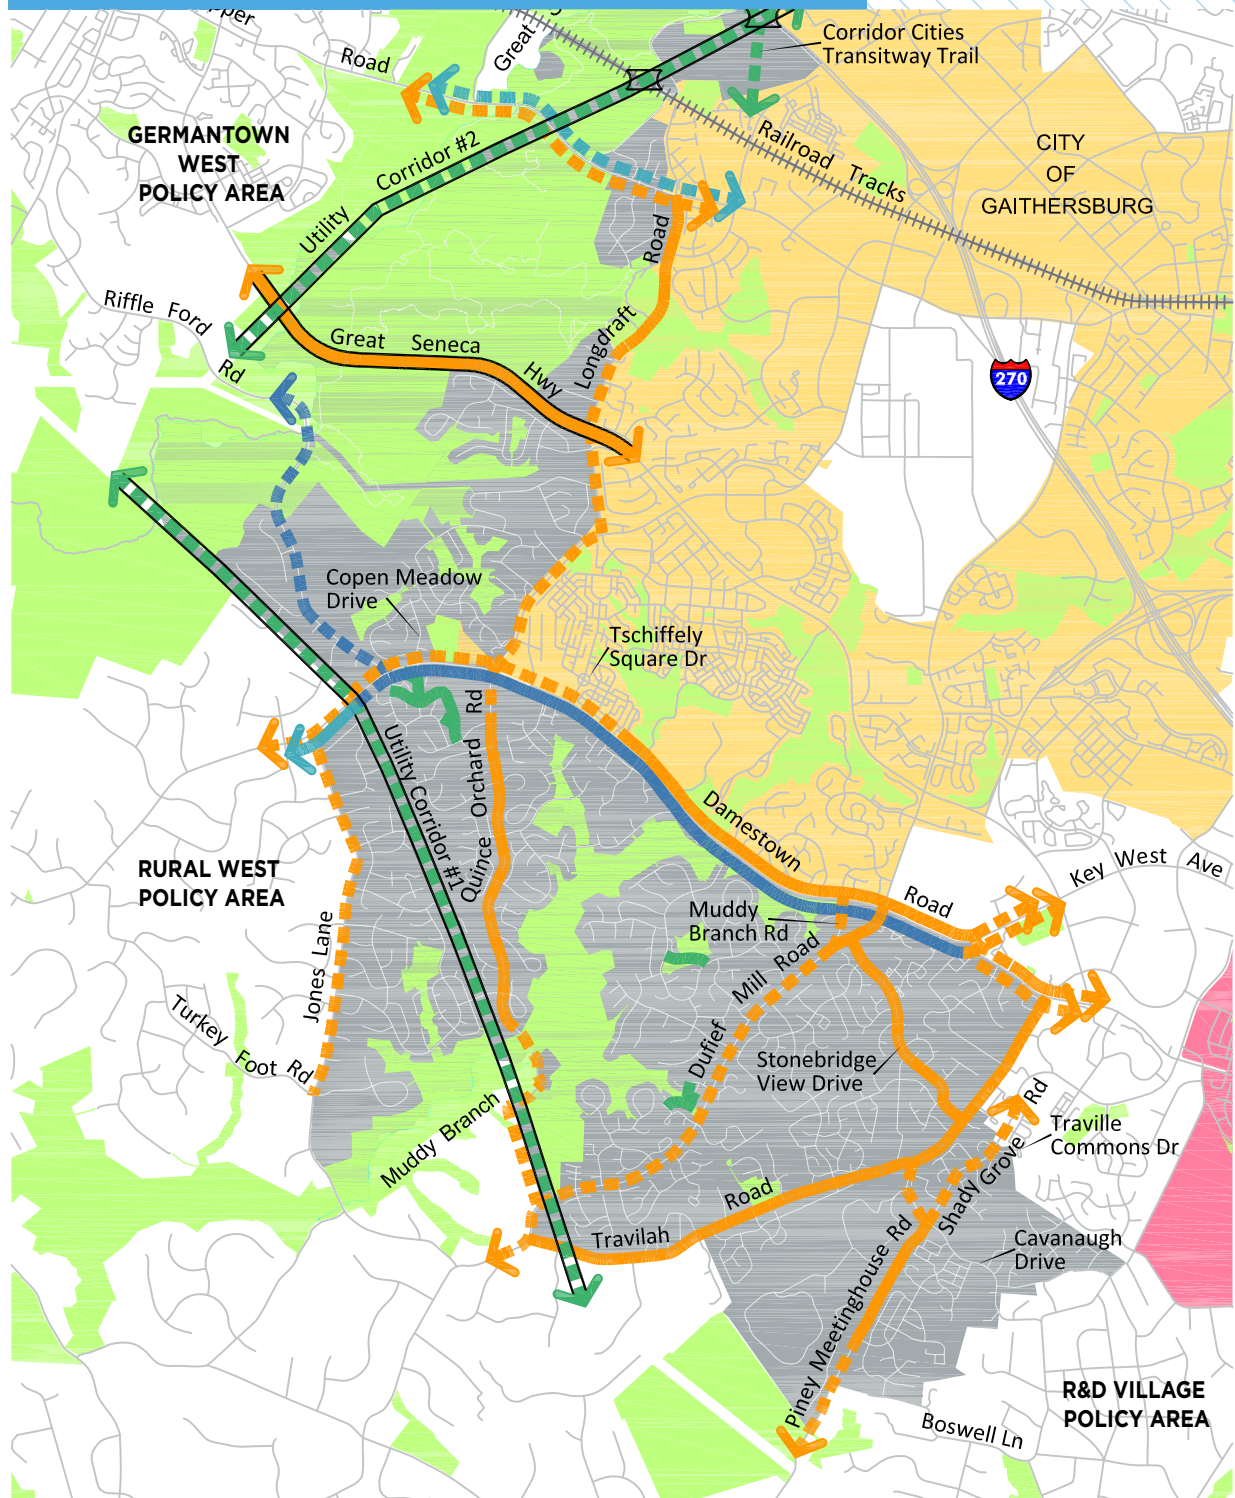 Road
Great
Corridor Cities
Transitway Trail
GERMANTOWN
WEST
POLICY AREA
Utility Corridor #2
Railroad Tracks
CITY
OF
GAITHERSBURG
Riffle Ford
Rd
Great Seneca Hwy
Longdraft Road
270
Copen Meadow
Drive
Tschiffely
Square Dr
Utility Corridor #1
Quince Orchard Rd
Darnestown Road
Key West Ave
RURAL WEST
POLICY AREA
Muddy
Branch Rd
Jones Lane
Turkey Foot Rd
Dufief Mill Road
Stonebridge
View Drive
Muddy Branch
Traville
Commons Dr
Shady Grove Rd
Travilah Road
Cavanaugh
Drive
Piney Meetinghouse Rd
R&D VILLAGE
POLICY AREA
Boswell Ln